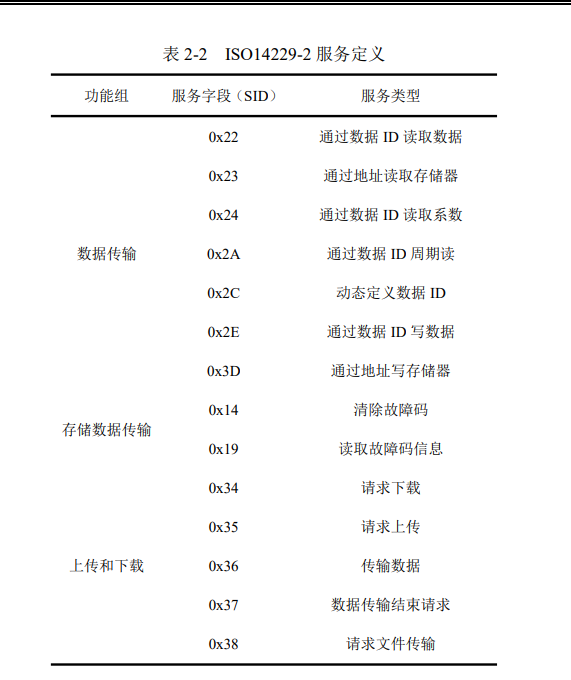 表 2-2 ISO14229-2 服务定义
功能组 服务字段（SID） 服务类型
0x22 通过数据 ID 读取数据
0x23 通过地址读取存储器
0x24 通过数据 ID 读取系数
数据传输 0x2A 通过数据 ID 周期读
0x2C 动态定义数据 ID
0x2E 通过数据 ID 写数据
0x3D 通过地址写存储器
0x14 清除故障码
存储数据传输
0x19 读取故障码信息
0x34 请求下载
0x35 请求上传
上传和下载 0x36 传输数据
0x37 数据传输结束请求
0x38 请求文件传输